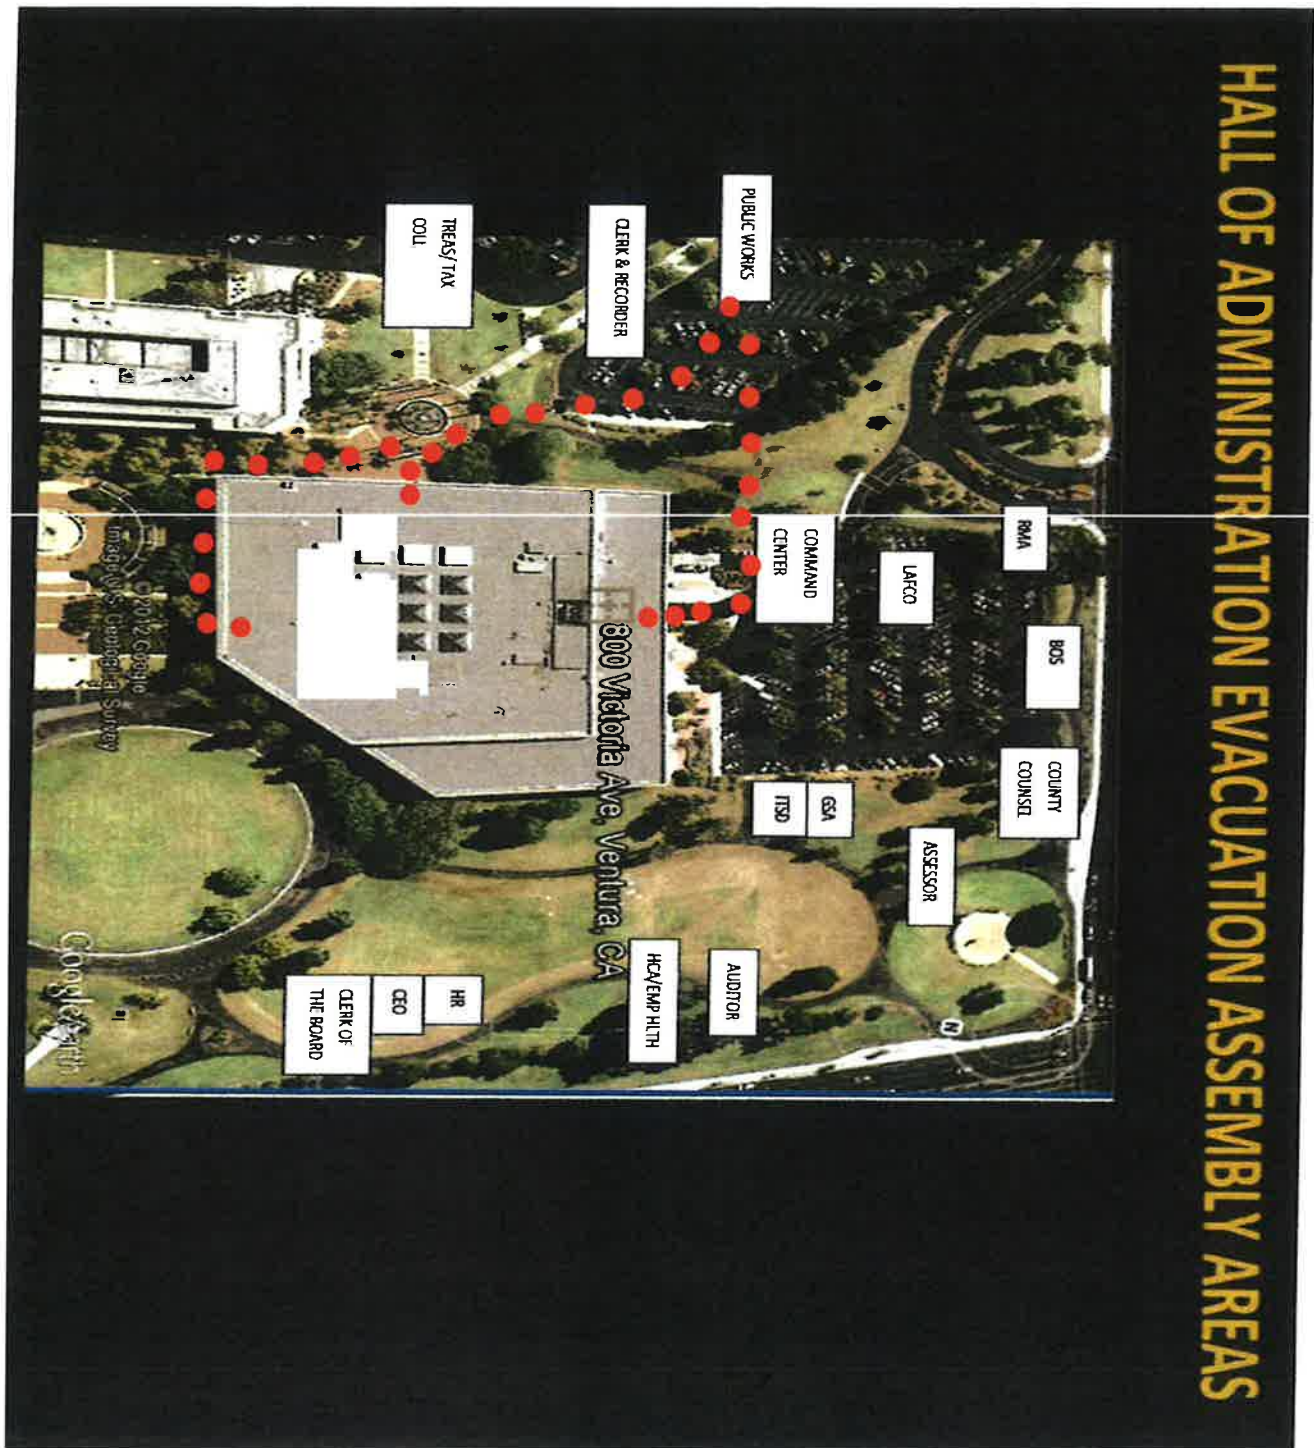 HALL OF ADMINISTRATION EVACUATION ASSEMBLY AREAS
RMA
BOS
COUNTY
COUNSEL
LAFCO
ASSESSOR
COMMAND
CENTER
GSA
ITSD
PUBLIC WORKS
AUDITOR
CLERK & RECORDER
800 Victoria Ave, Ventura, CA
HCA/EMP HLTH
TREAS/ TAX
COLL
HR
CEO
CLERK OF
THE BOARD
N
©2012 Google
Image U.S. Geological Survey
Google earth